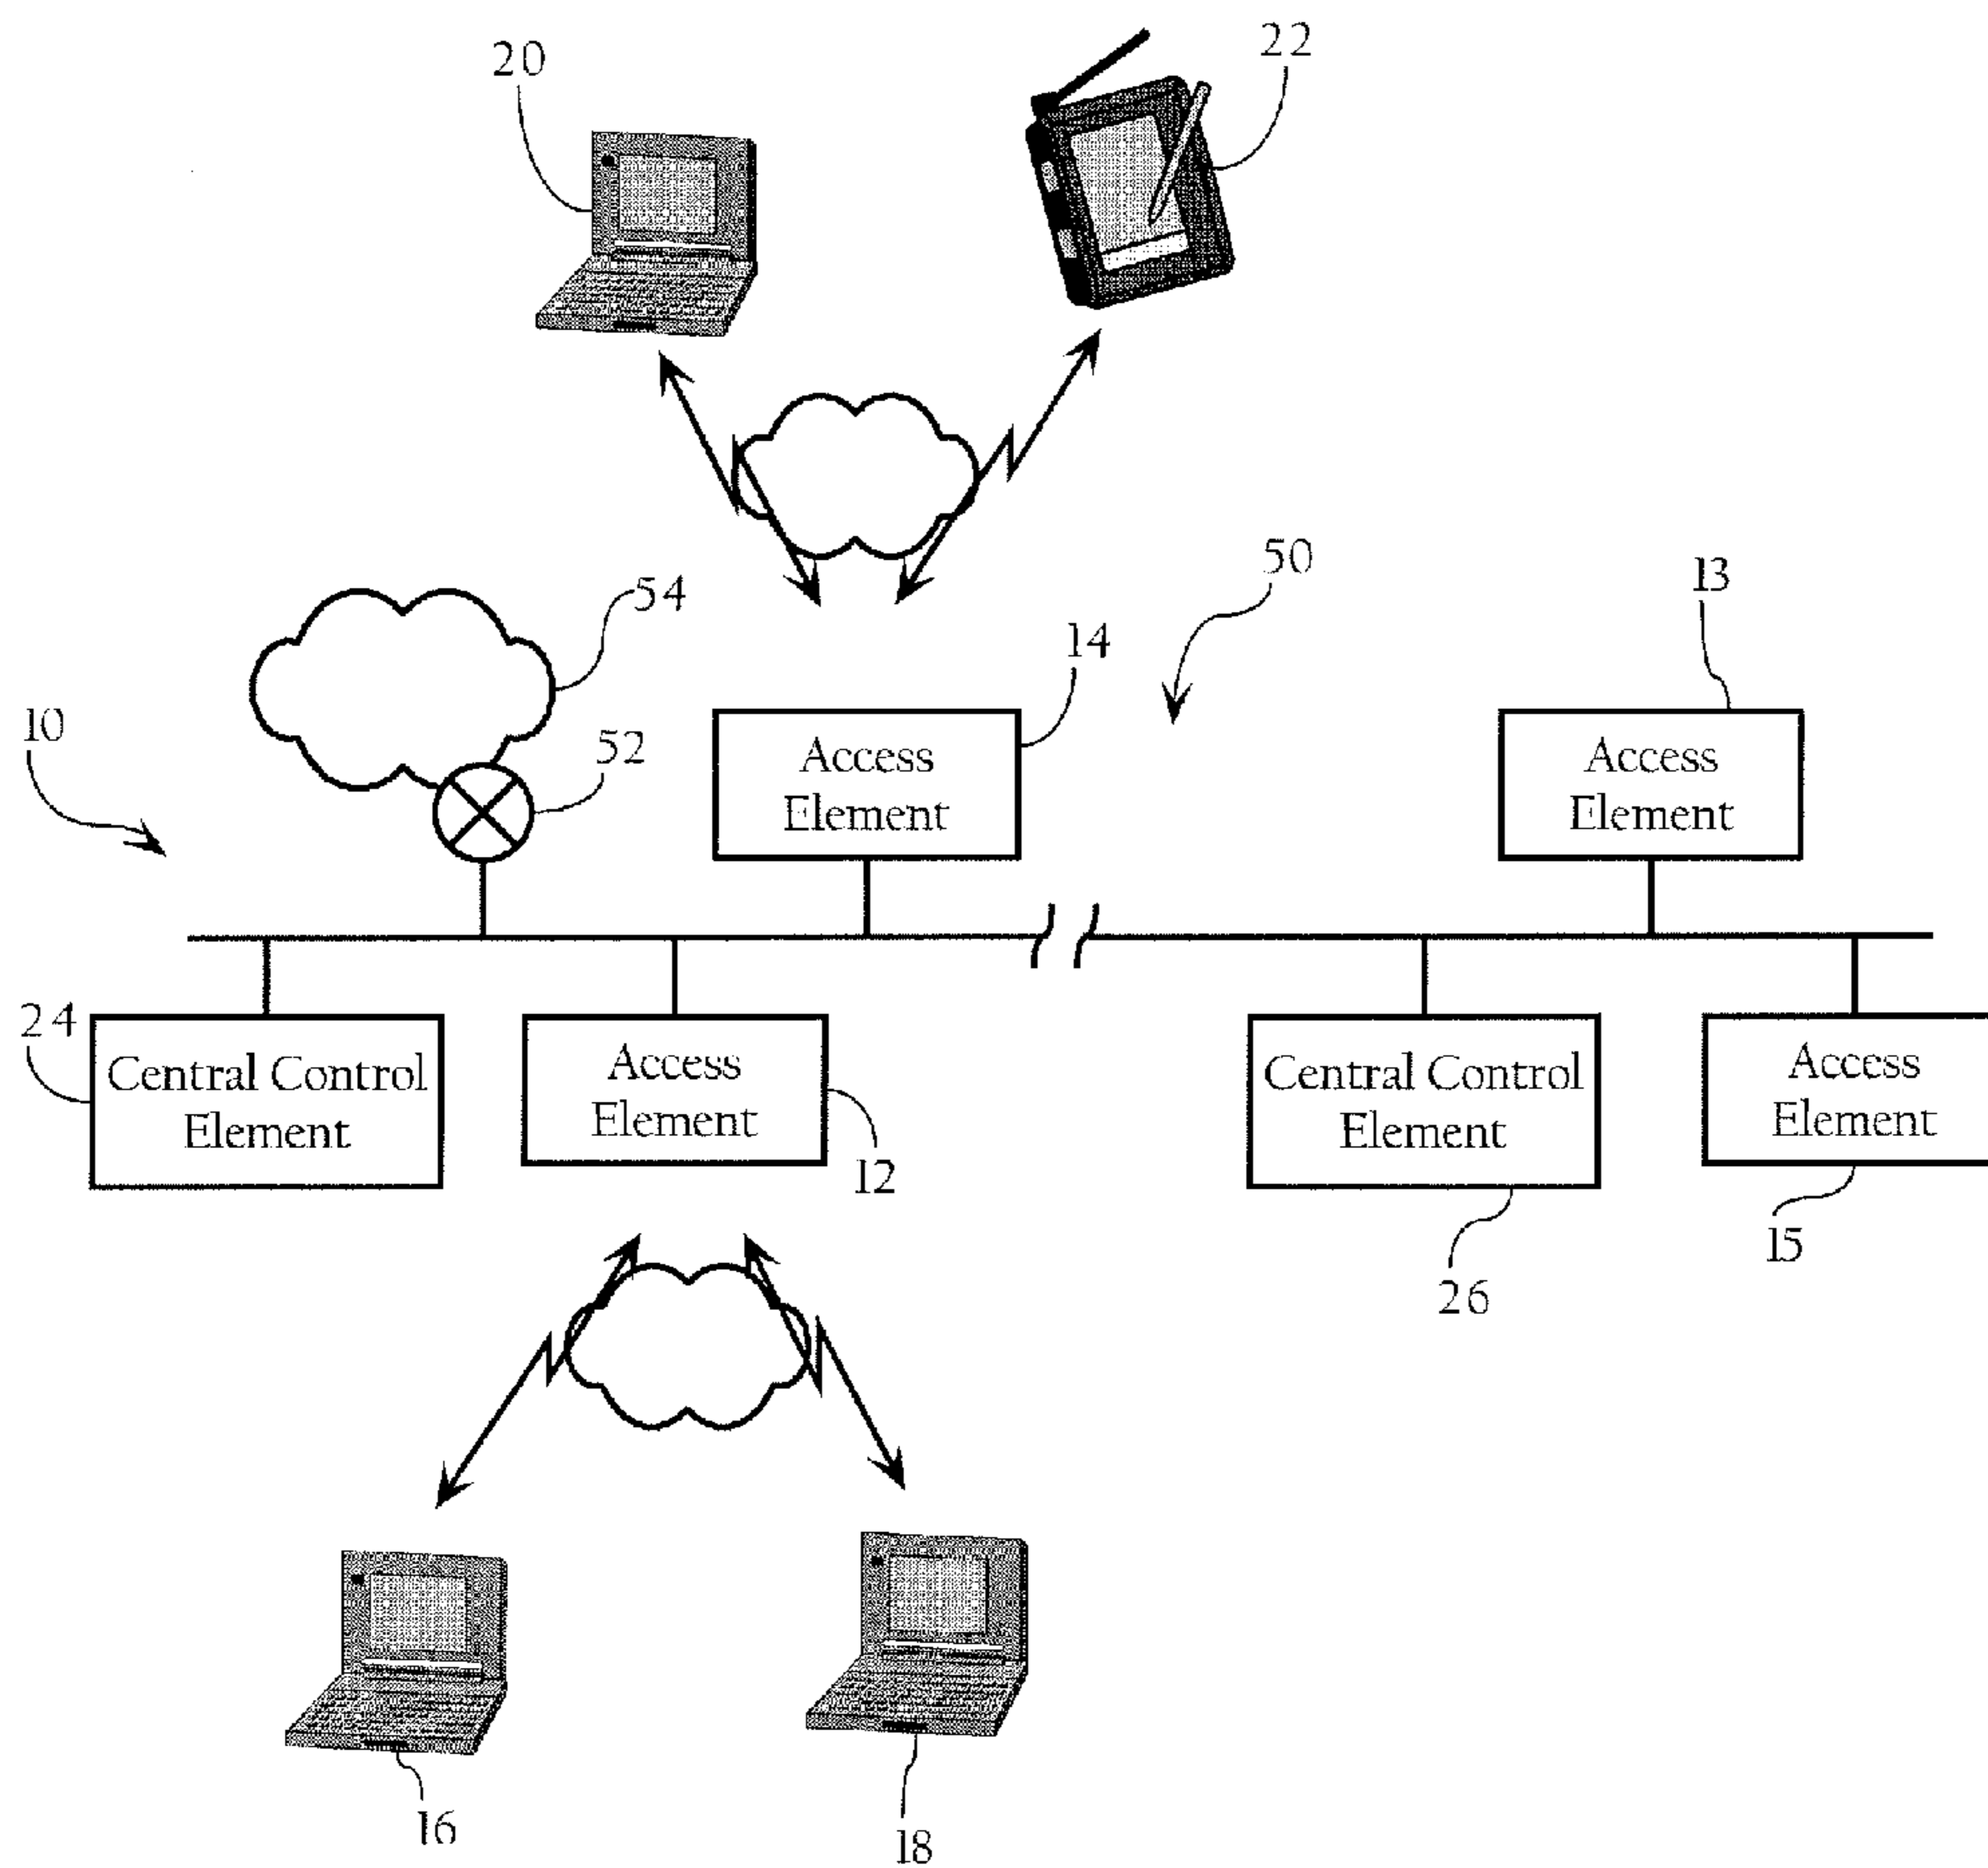 20
22
50
13
54
14
10
52
Access
Element
Access
Element
24
Central Control
Element
Access
Element
12
Central Control
Element
Access
Element
26
15
16
18